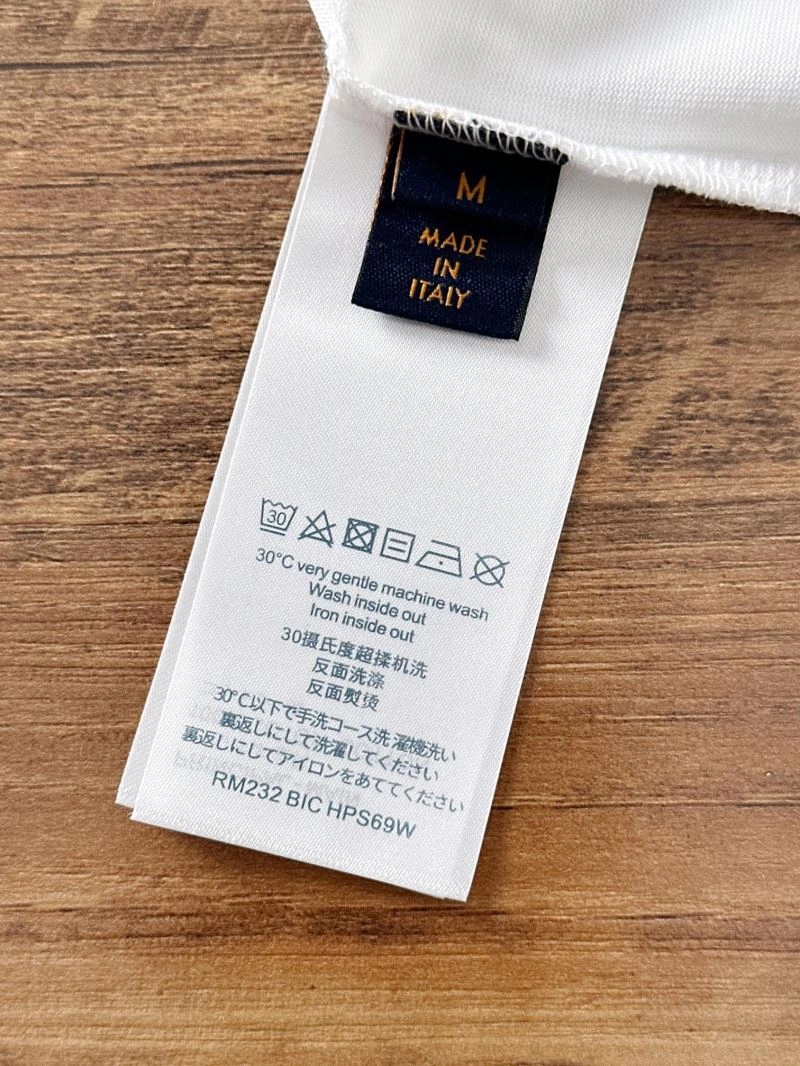 M
MADE
IN
ITALY
30
30°C very gentle machine wash
Wash inside out
Iron inside out
30摄氏度超揉机洗
反面洗涤
反面熨烫
30°C以下で手洗コース洗 濯機洗い
裏返しにして洗濯してください
裏返しにしてアイロンをあててください
RM232 BIC HPS69W